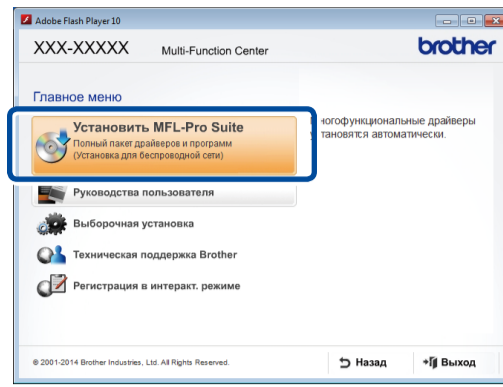 Adobe Flash Player 10
XXX-XXXXX Multi-Function Center brother
Главное меню
Установить MFL-Pro Suite
Полный пакет драйверов и программ
(Установка для беспроводной сети)
ногофункциональные драйверы
тановятся автоматически.
Руководства пользователя
Выборочная установка
Техническая поддержка Brother
Регистрация в интеракт. режиме
© 2001-2014 Brother Industries, Ltd. All Rights Reserved.
Назад
Выход